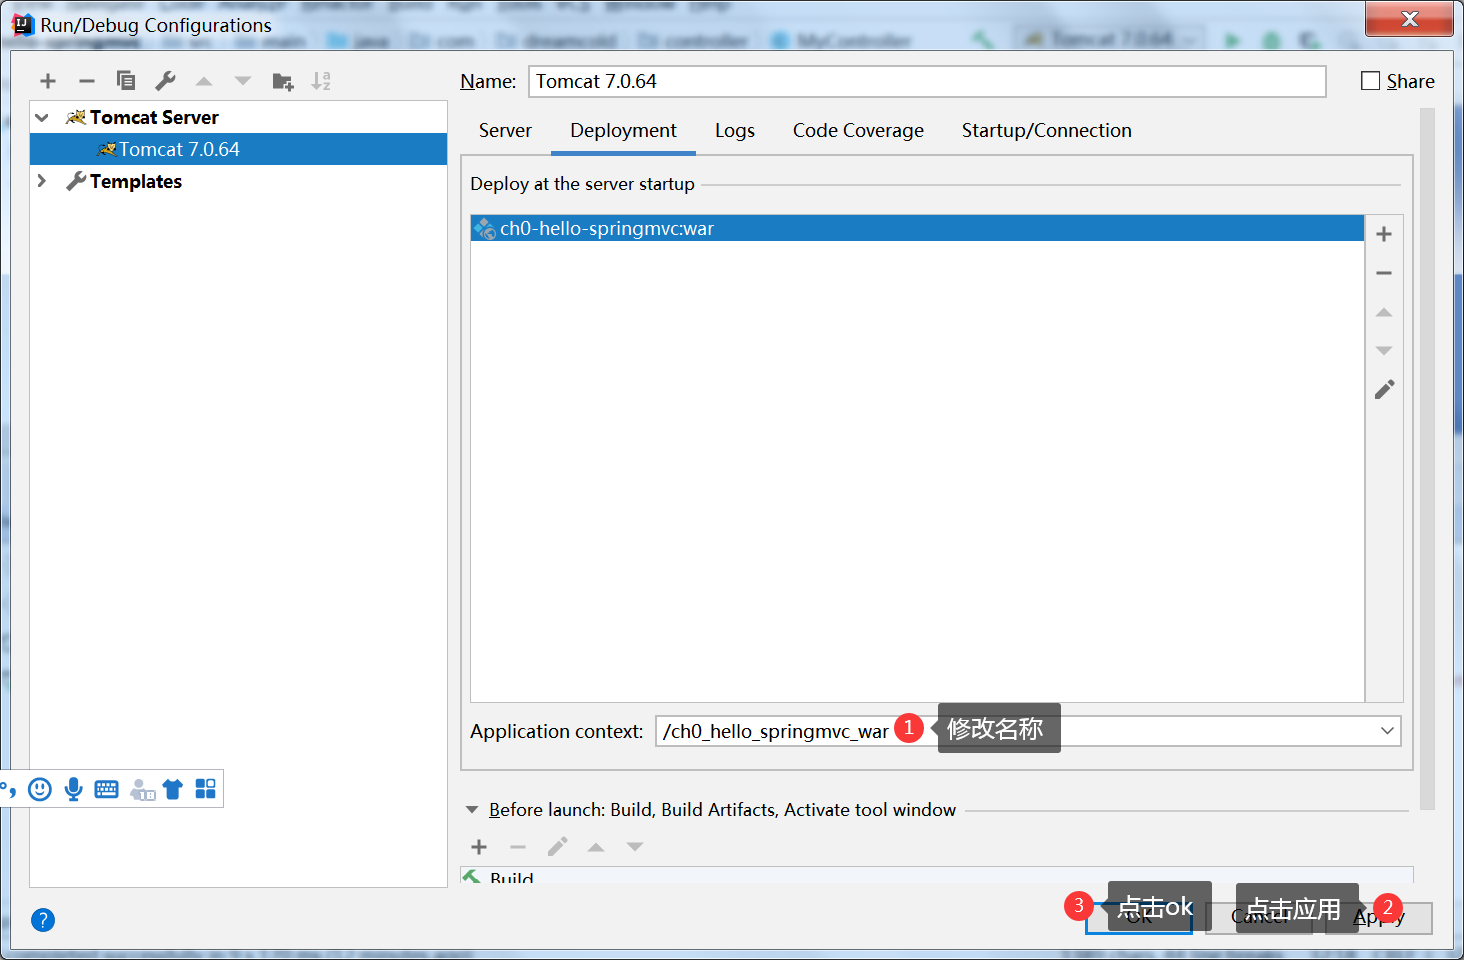 Run/Debug Configurations
Name: Tomcat 7.0.64
Share
Tomcat Server
Tomcat 7.0.64
Templates
Server Deployment Logs Code Coverage Startup/Connection
Deploy at the server startup
ch0-hello-springmvc:war
Application context: /ch0_hello_springmvc_war 1 修改名称
Before launch: Build, Build Artifacts, Activate tool window
Build
3 点击ok 点击应用 2
OK Cancel Apply
?